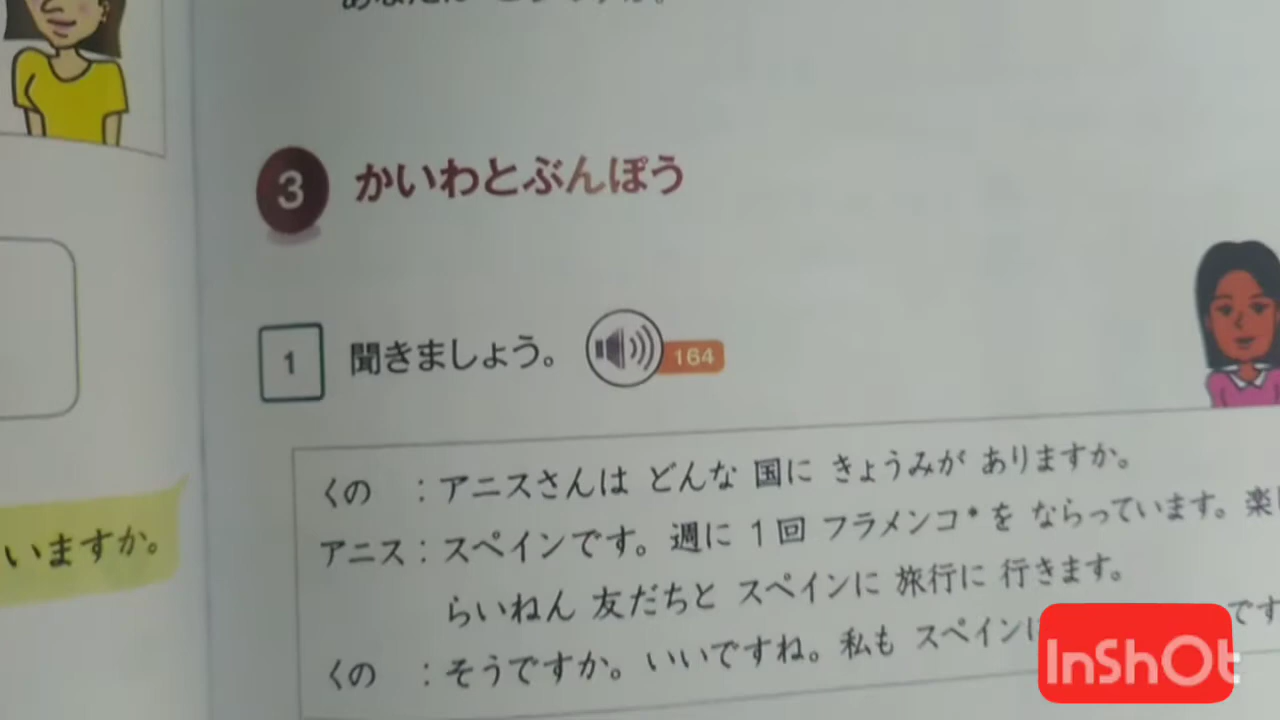 3 かいわとぶんぽう
1 聞きましょう。 164
くの :アニスさんは どんな 国に きょうみが ありますか。
いますか。
アニス:スペインです。週に 1回 フラメンコ*を ならっています。楽
らいねん 友だちと スペインに 旅行に 行きます。
くの :そうですか。いいですね。私も スペインに です
InShOt